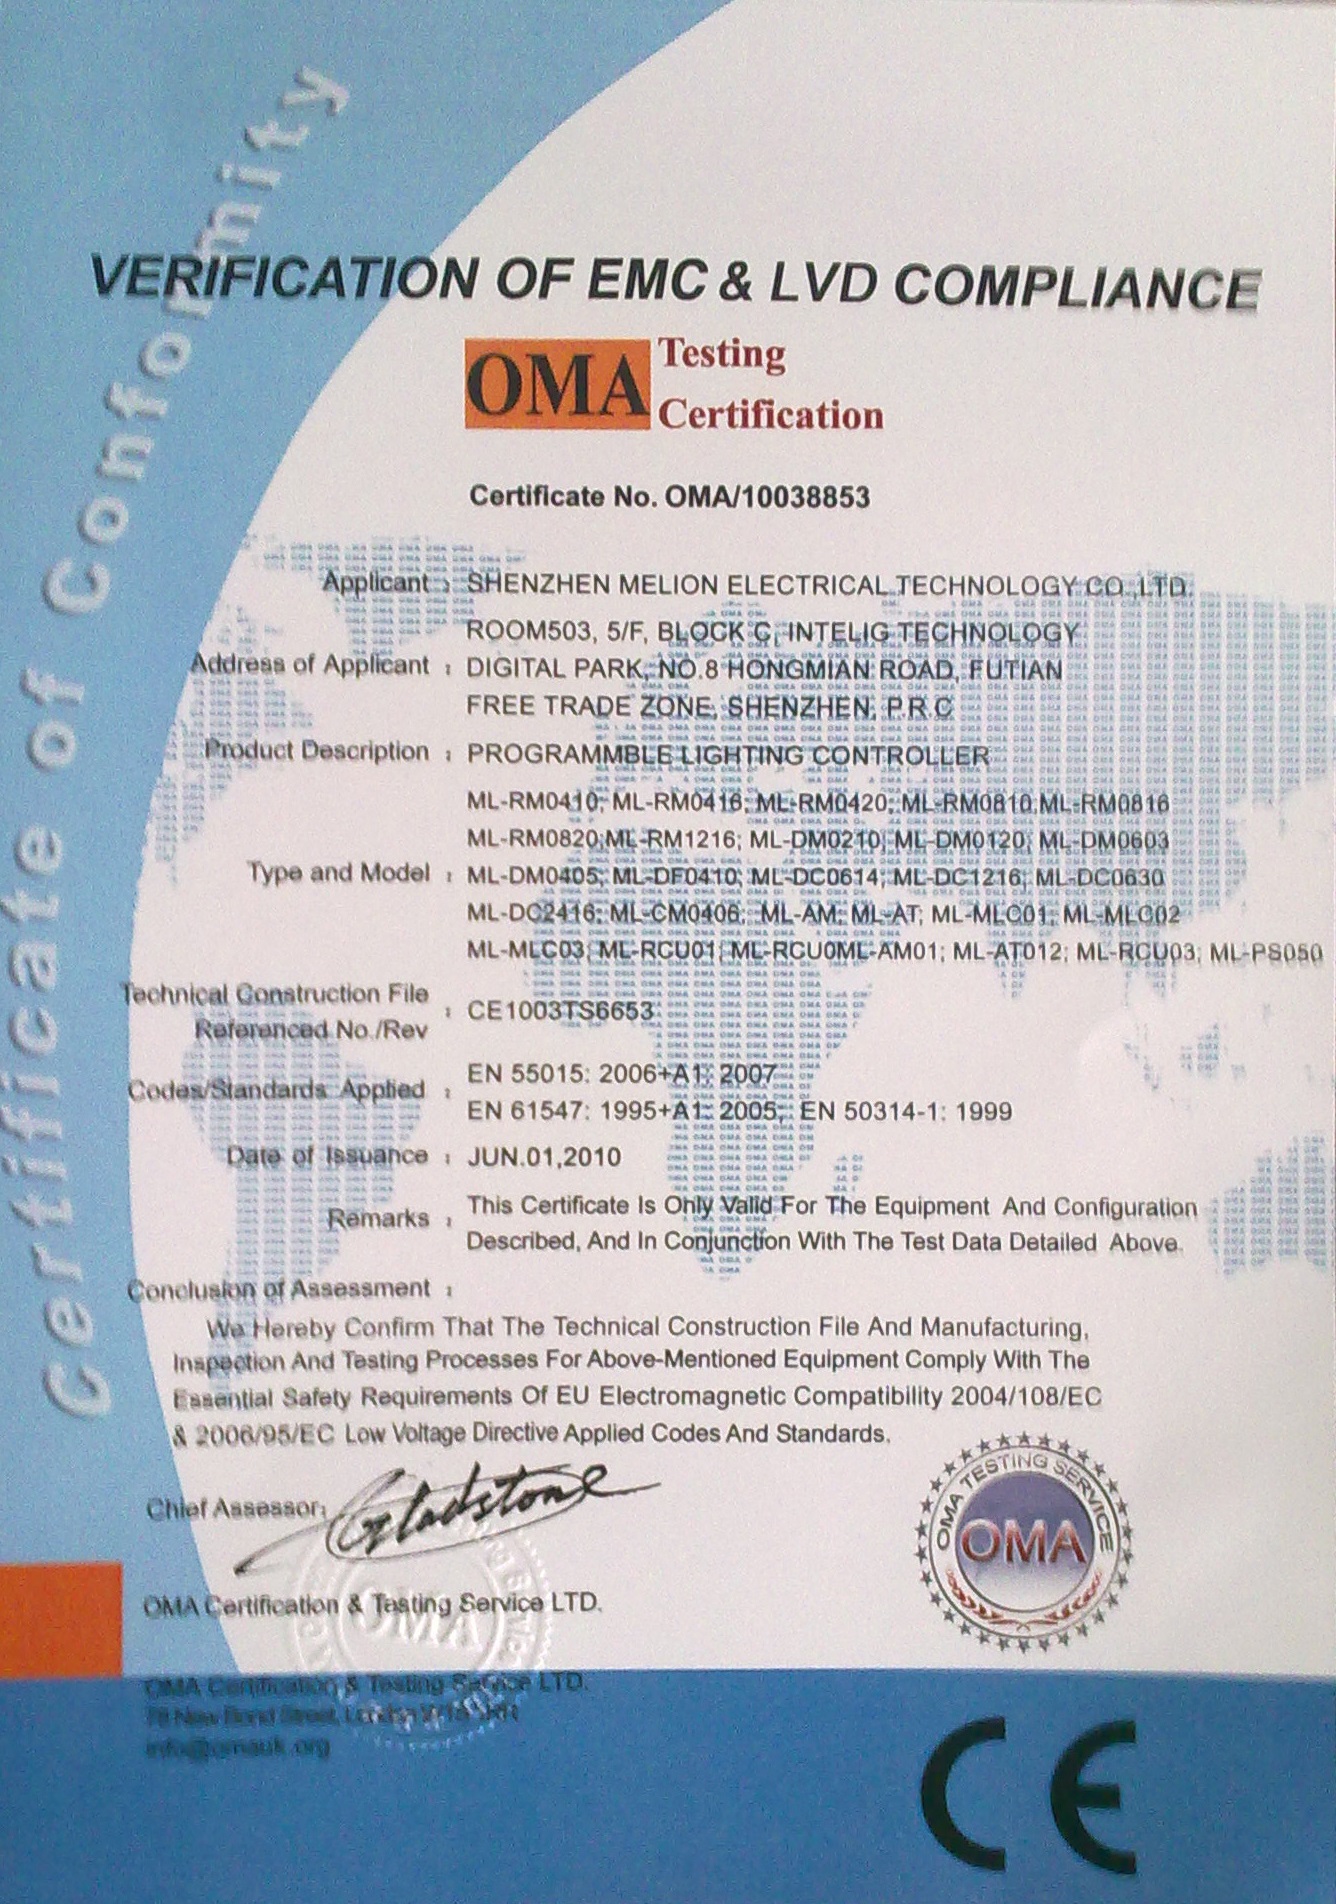 Certificate of Conformity
VERIFICATION OF EMC & LVD COMPLIANCE
OMA Testing
Certification
Certificate No. OMA/10038853
Applicant : SHENZHEN MELION ELECTRICAL TECHNOLOGY CO.,LTD.
ROOM503, 5/F, BLOCK C, INTELIG TECHNOLOGY
Address of Applicant : DIGITAL PARK, NO.8 HONGMIAN ROAD, FUTIAN
FREE TRADE ZONE, SHENZHEN, P.R.C
Product Description : PROGRAMMBLE LIGHTING CONTROLLER
ML-RM0410; ML-RM0416; ML-RM0420; ML-RM0810;ML-RM0816
ML-RM0820;ML-RM1216; ML-DM0210; ML-DM0120; ML-DM0603
Type and Model : ML-DM0405; ML-DF0410; ML-DC0614; ML-DC1216; ML-DC0630
ML-DC2416; ML-CM0406; ML-AM; ML-AT; ML-MLC01; ML-MLC02
ML-MLC03; ML-RCU01; ML-RCU0ML-AM01; ML-AT012; ML-RCU03; ML-PS050
Technical Construction File
Referenced No./Rev : CE1003TS6653
Codes/Standards Applied : EN 55015: 2006+A1: 2007
EN 61547: 1995+A1: 2005; EN 50314-1: 1999
Date of Issuance : JUN.01,2010
Remarks : This Certificate Is Only Valid For The Equipment And Configuration
Described, And In Conjunction With The Test Data Detailed Above.
Conclusion of Assessment :
We Hereby Confirm That The Technical Construction File And Manufacturing,
Inspection And Testing Processes For Above-Mentioned Equipment Comply With The
Essential Safety Requirements Of EU Electromagnetic Compatibility 2004/108/EC
& 2006/95/EC Low Voltage Directive Applied Codes And Standards.
Chief Assessor: Gladstone
OMA Certification & Testing Service LTD.
OMA TESTING SERVICE
OMA
OMA Certification & Testing Service LTD.
78 New Bond Street, London
info@omauk.org
CE